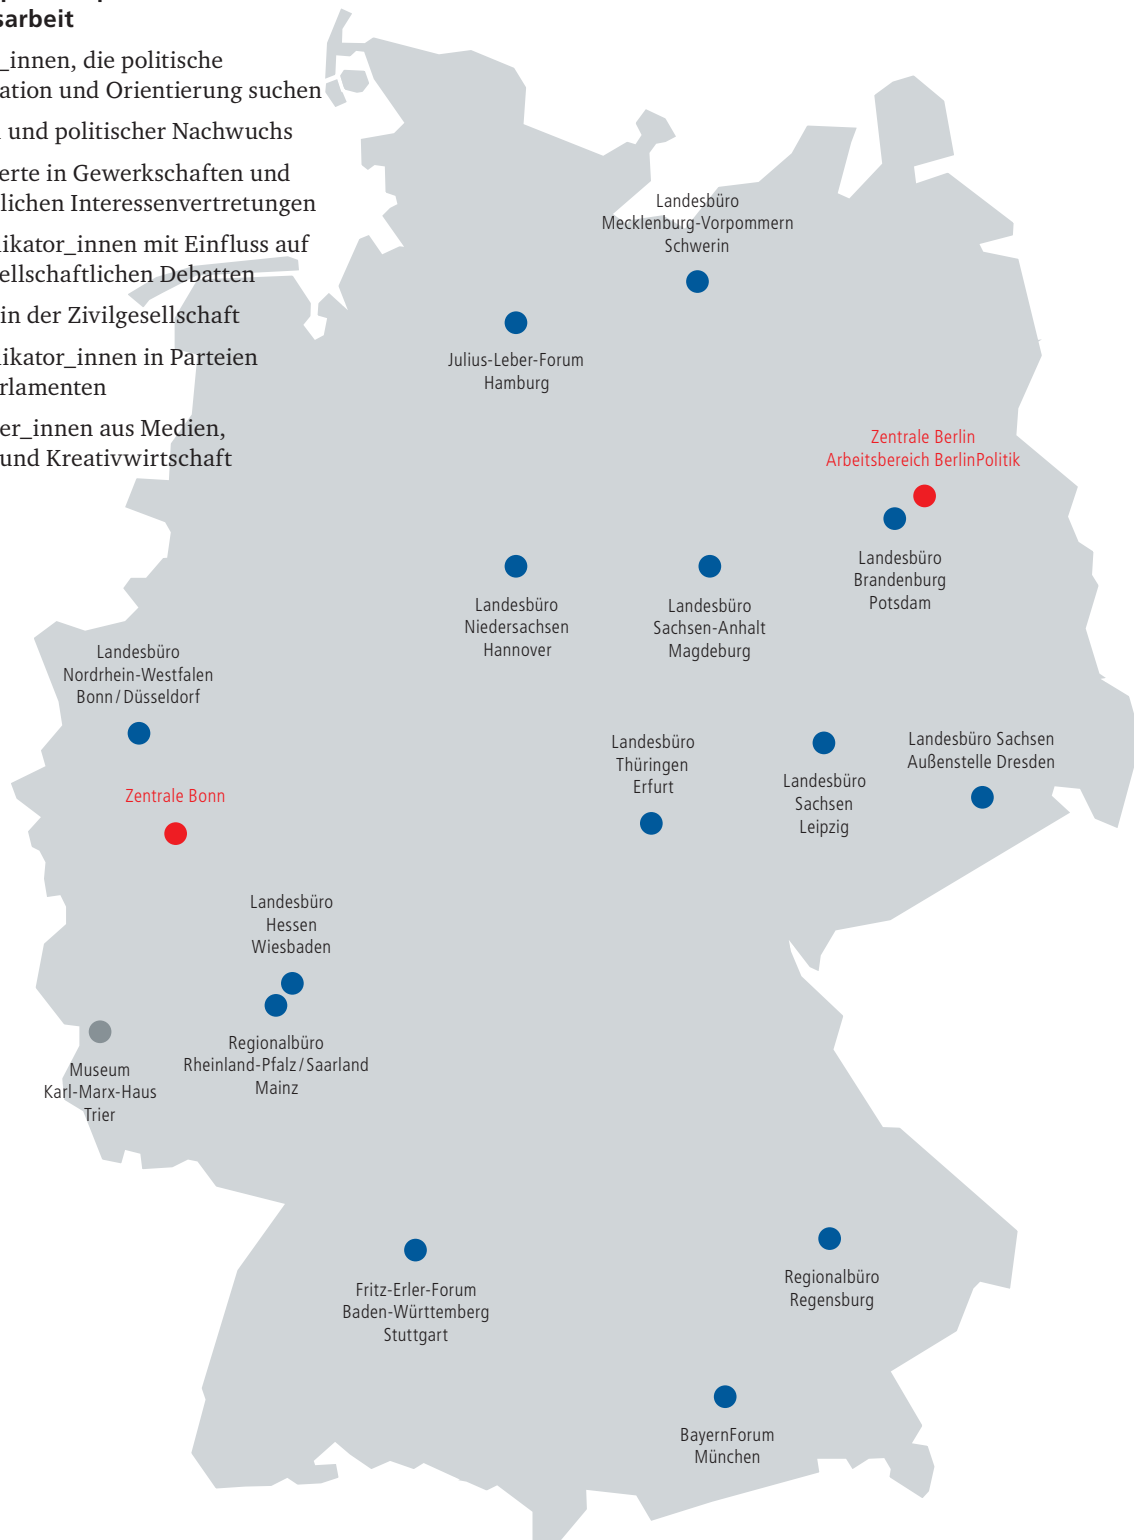 sarbeit
_innen, die politische
ation und Orientierung suchen
und politischer Nachwuchs
erte in Gewerkschaften und
lichen Interessenvertretungen
ikator_innen mit Einfluss auf
ellschaftlichen Debatten
in der Zivilgesellschaft
ikator_innen in Parteien
rlamenten
er_innen aus Medien,
und Kreativwirtschaft
Landesbüro
Mecklenburg-Vorpommern
Schwerin
Julius-Leber-Forum
Hamburg
Zentrale Berlin
Arbeitsbereich BerlinPolitik
Landesbüro
Brandenburg
Potsdam
Landesbüro
Niedersachsen
Hannover
Landesbüro
Sachsen-Anhalt
Magdeburg
Landesbüro
Nordrhein-Westfalen
Bonn/Düsseldorf
Zentrale Bonn
Landesbüro
Thüringen
Erfurt
Landesbüro
Sachsen
Leipzig
Landesbüro Sachsen
Außenstelle Dresden
Landesbüro
Hessen
Wiesbaden
Regionalbüro
Rheinland-Pfalz/Saarland
Mainz
Museum
Karl-Marx-Haus
Trier
Fritz-Erler-Forum
Baden-Württemberg
Stuttgart
Regionalbüro
Regensburg
BayernForum
München